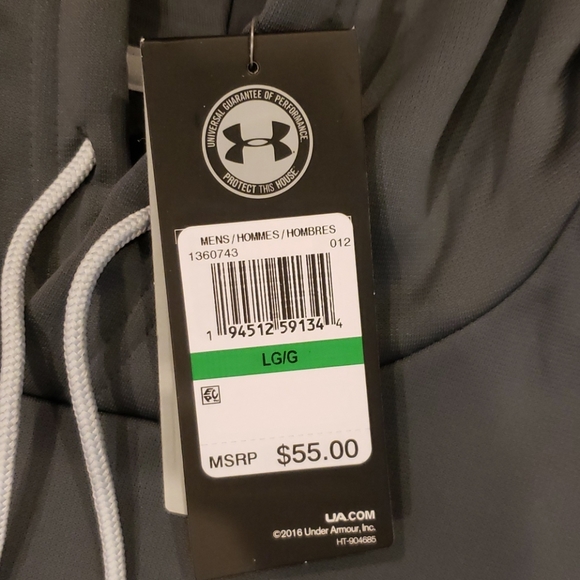 UNIVERSAL GUARANTEE OF PERFORMANCE
PROTECT THIS HOUSE
MENS/HOMMES/HOMBRES
1360743 012
1 94512 59134 4
LG/G
MSRP $55.00
UA.COM
©2016 Under Armour, Inc.
HT-904685